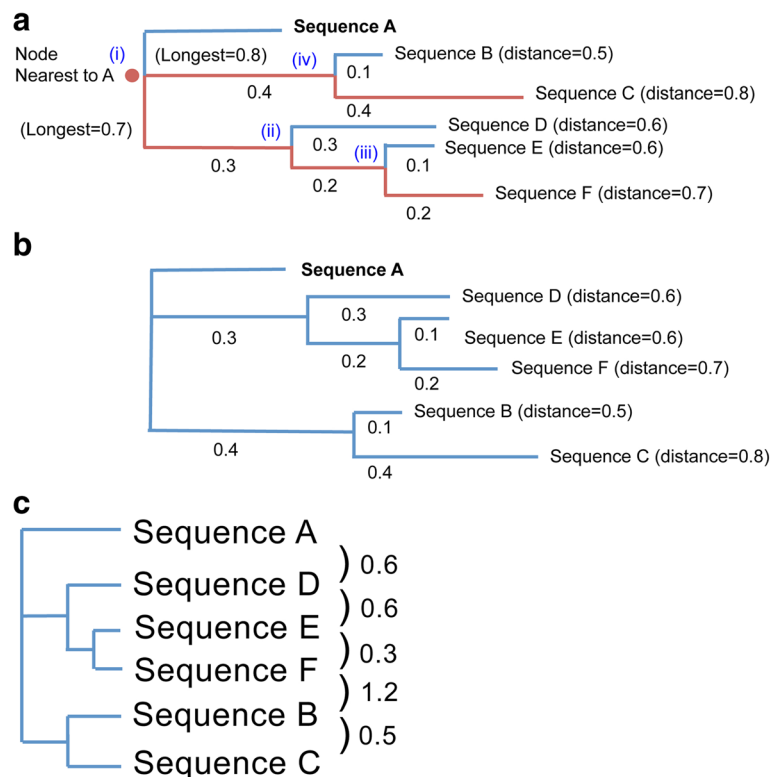 a
Sequence A
Node (i) (Longest=0.8) (iv) Sequence B (distance=0.5)
Nearest to A 0.1
0.4 Sequence C (distance=0.8)
0.4
(Longest=0.7) (ii) Sequence D (distance=0.6)
0.3 (iii) Sequence E (distance=0.6)
0.3 0.1
0.2 Sequence F (distance=0.7)
0.2
b
Sequence A
Sequence D (distance=0.6)
0.3
0.3 0.1 Sequence E (distance=0.6)
0.2 Sequence F (distance=0.7)
0.2
Sequence B (distance=0.5)
0.1
0.4 Sequence C (distance=0.8)
0.4
c
Sequence A
) 0.6
Sequence D
) 0.6
Sequence E
) 0.3
Sequence F
) 1.2
Sequence B
) 0.5
Sequence C